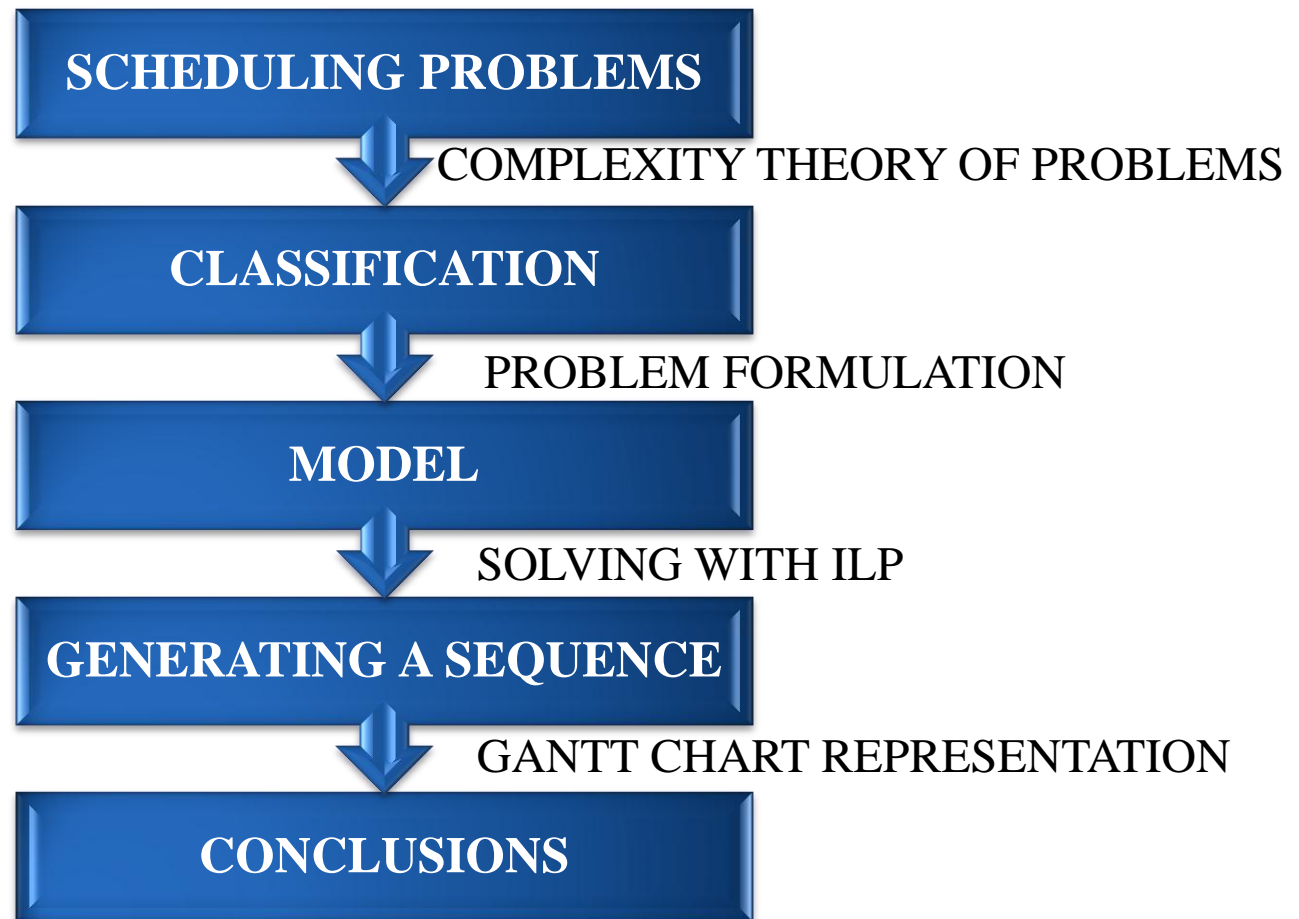 SCHEDULING PROBLEMS
COMPLEXITY THEORY OF PROBLEMS
CLASSIFICATION
PROBLEM FORMULATION
MODEL
SOLVING WITH ILP
GENERATING A SEQUENCE
GANTT CHART REPRESENTATION
CONCLUSIONS